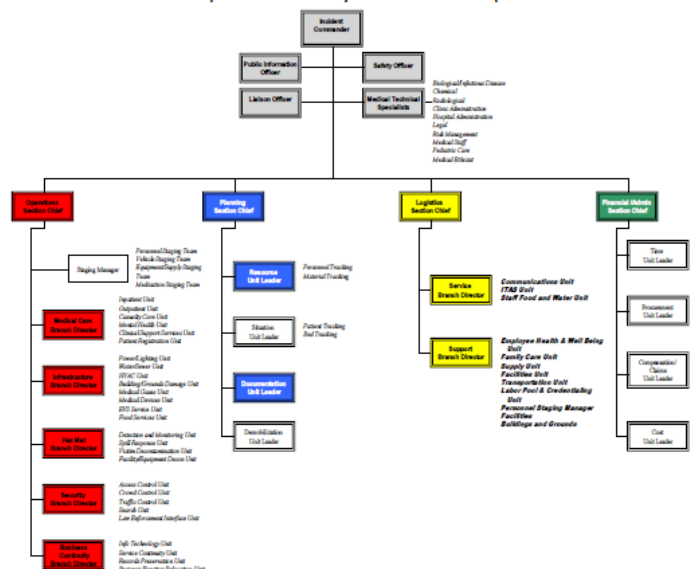 Incident
Commander
Public Information
Officer
Safety Officer
Liaison Officer
Medical Technical
Specialists
Biological/Infectious Disease
Chemical
Radiological
Clinic Administration
Hospital Administration
Legal
Risk Management
Medical Staff
Pediatric Care
Medical Ethicist
Operations
Section Chief
Planning
Section Chief
Logistics
Section Chief
Financial/Admin
Section Chief
Staging Manager
Personnel Staging Team
Vehicle Staging Team
Equipment/Supply Staging
Team
Medication Staging Team
Medical Care
Branch Director
Inpatient Unit
Outpatient Unit
Casualty Care Unit
Mental Health Unit
Clinical Support Services Unit
Patient Registration Unit
Infrastructure
Branch Director
Power/Lighting Unit
Water/Sewer Unit
HVAC Unit
Building/Grounds Damage Unit
Medical Gases Unit
Medical Devices Unit
EVS Service Unit
Food Services Unit
Haz Mat
Branch Director
Detection and Monitoring Unit
Spill Response Unit
Victim Decontamination Unit
Facility/Equipment Decon Unit
Security
Branch Director
Access Control Unit
Crowd Control Unit
Traffic Control Unit
Search Unit
Law Enforcement Interface Unit
Business
Continuity
Branch Director
Info Technology Unit
Service Continuity Unit
Records Preservation Unit
Resource
Unit Leader
Personnel Tracking
Material Tracking
Situation
Unit Leader
Patient Tracking
Bed Tracking
Documentation
Unit Leader
Demobilization
Unit Leader
Service
Branch Director
Communications Unit
IT/IS Unit
Staff Food and Water Unit
Support
Branch Director
Employee Health & Well Being
Unit
Family Care Unit
Supply Unit
Facilities Unit
Transportation Unit
Labor Pool & Credentialing
Unit
Personnel Staging Manager
Facilities
Buildings and Grounds
Time
Unit Leader
Procurement
Unit Leader
Compensation/
Claims
Unit Leader
Cost
Unit Leader